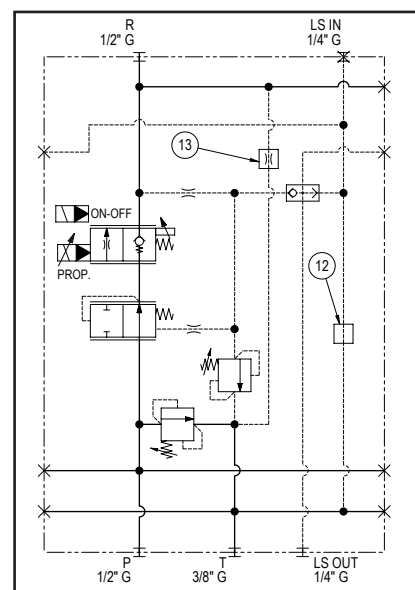 R
1/2" G
LS IN
1/4" G
13
ON-OFF
PROP.
12
P
1/2" G
T
3/8" G
LS OUT
1/4" G